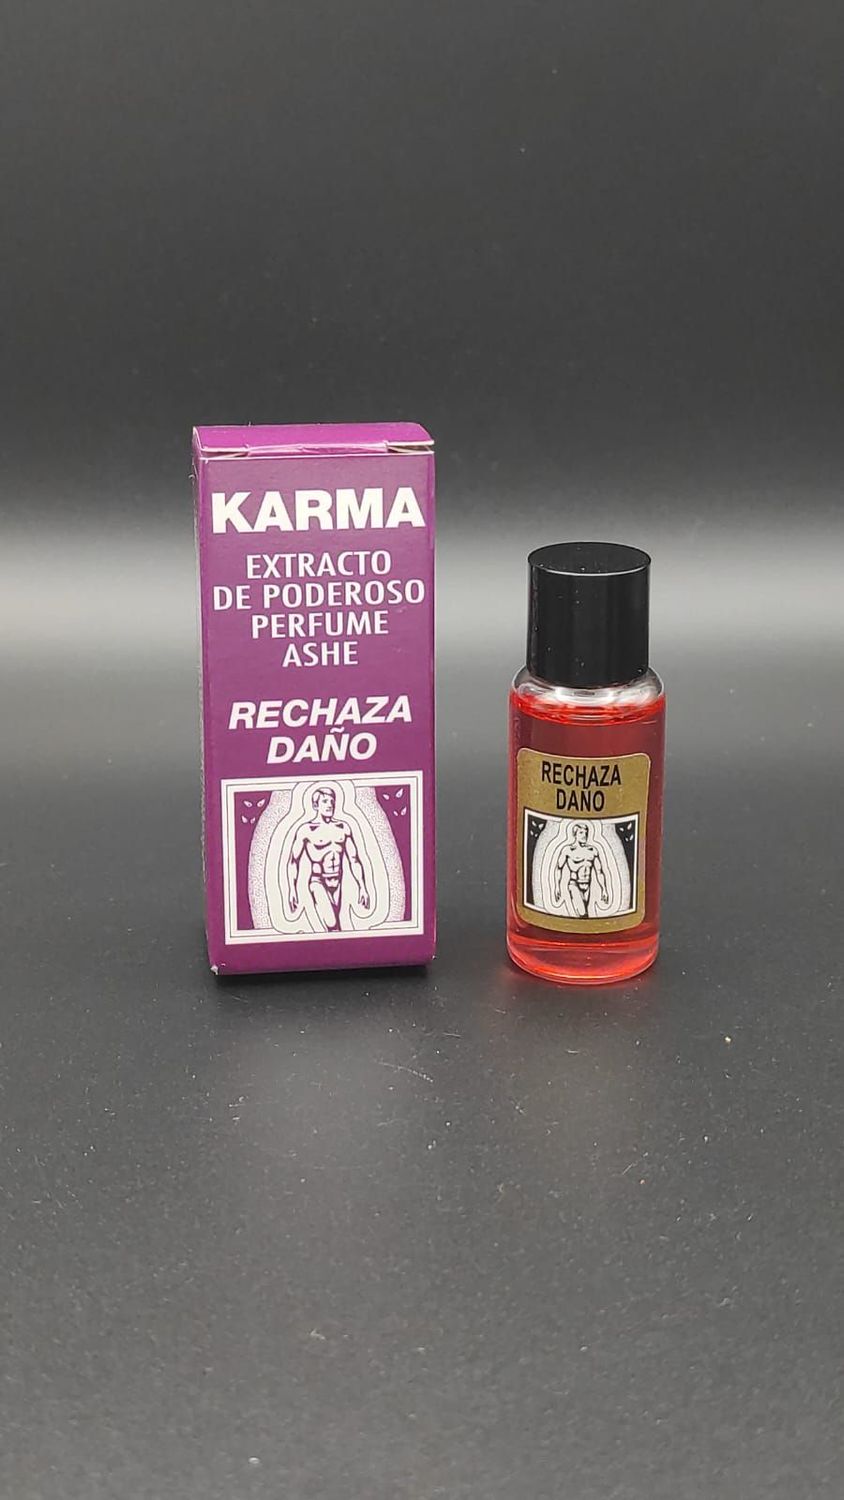 KARMA
EXTRACTO
DE PODEROSO
PERFUME
ASHE
RECHAZA
DAÑO
RECHAZA
DAÑO